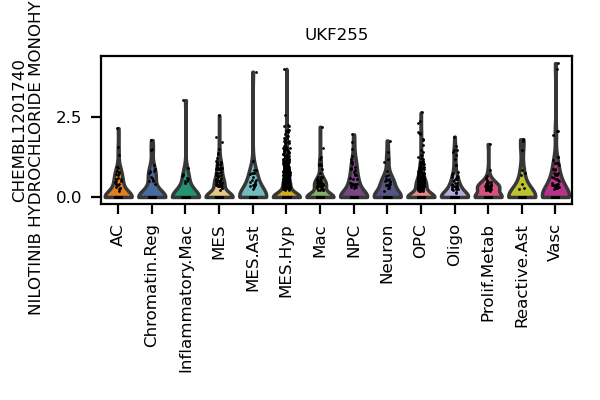 UKF255
CHEMBL1201740
NILOTINIB HYDROCHLORIDE MONOHY
2.5
0.0
AC
Chromatin.Reg
Inflammatory.Mac
MES
MES.Ast
MES.Hyp
Mac
NPC
Neuron
OPC
Oligo
Prolif.Metab
Reactive.Ast
Vasc